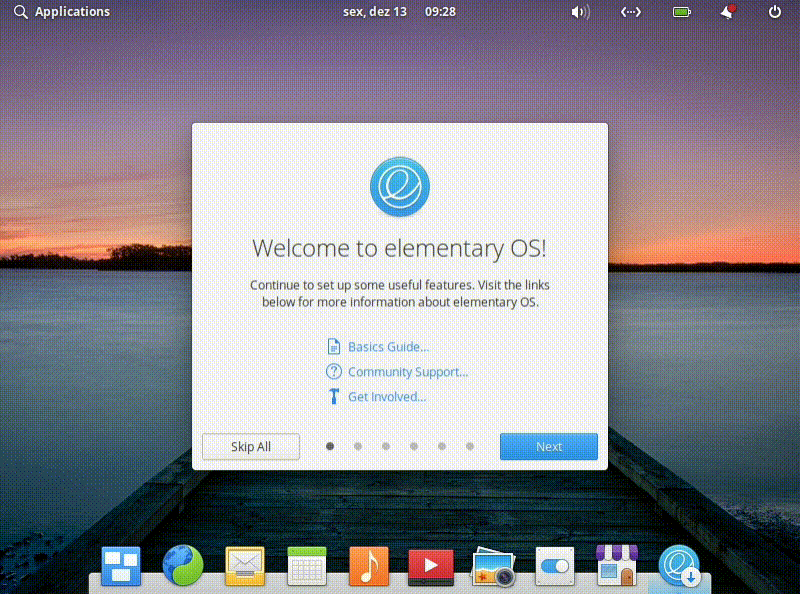 Applications
sex, dez 13 09:28
Welcome to elementary OS!
Continue to set up some useful features. Visit the links
below for more information about elementary OS.
Basics Guide...
Community Support...
Get Involved...
Skip All
Next